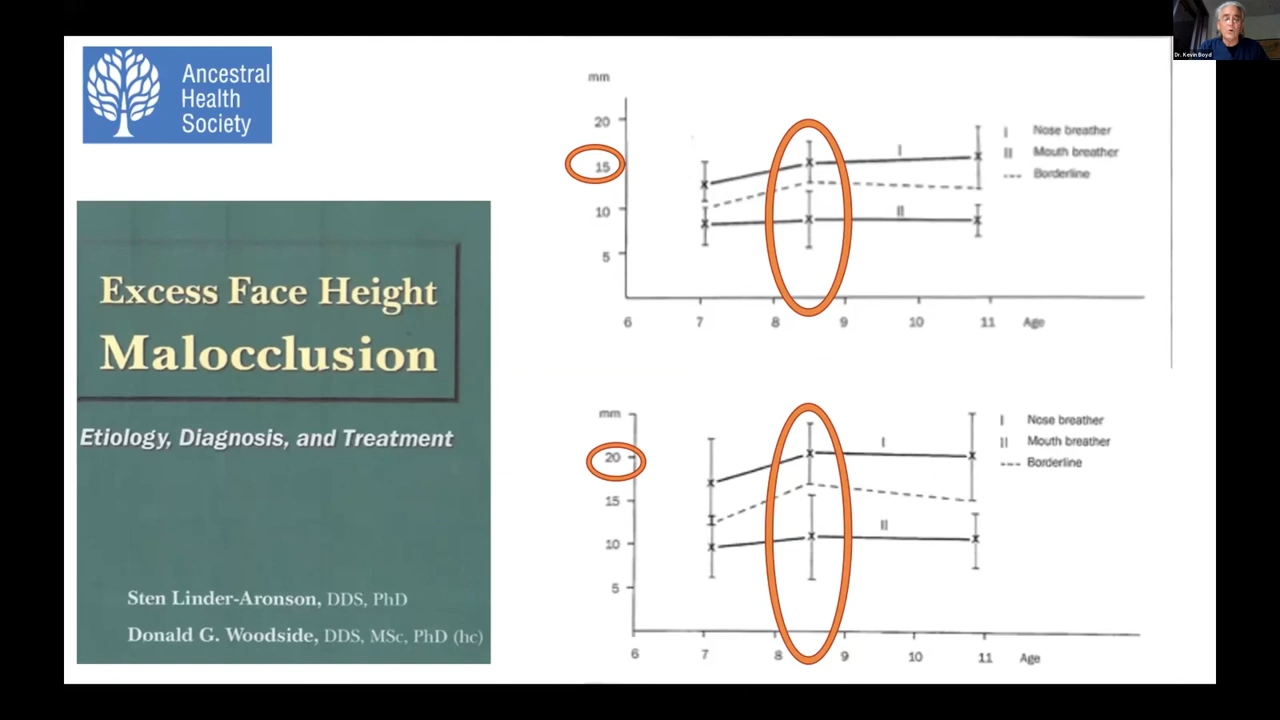 Dr. Kevin Boyd
Ancestral
Health
Society
Excess Face Height
Malocclusion
Etiology, Diagnosis, and Treatment
Sten Linder-Aronson, DDS, PhD
Donald G. Woodside, DDS, MSc, PhD (hc)
mm
20
15
10
5
6 7 8 9 10 11 Age
I
II
I Nose breather
II Mouth breather
--- Borderline
mm
20
15
10
5
6 7 8 9 10 11 Age
I
II
I Nose breather
II Mouth breather
--- Borderline